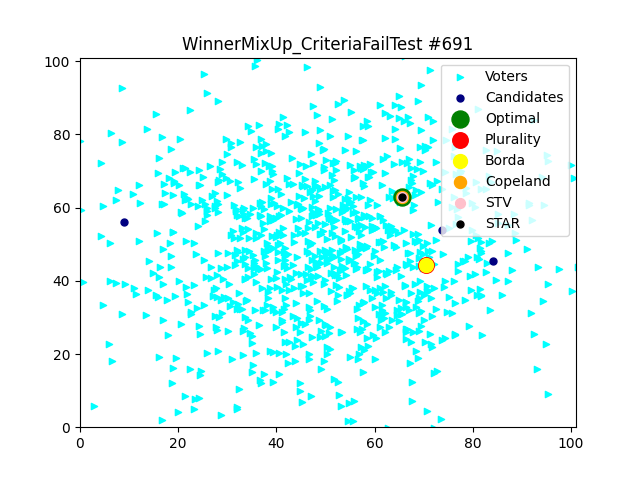 WinnerMixUp_CriteriaFailTest #691
100
80
60
40
20
0
0
20
40
60
80
100
Voters
Candidates
Optimal
Plurality
Borda
Copeland
STV
STAR